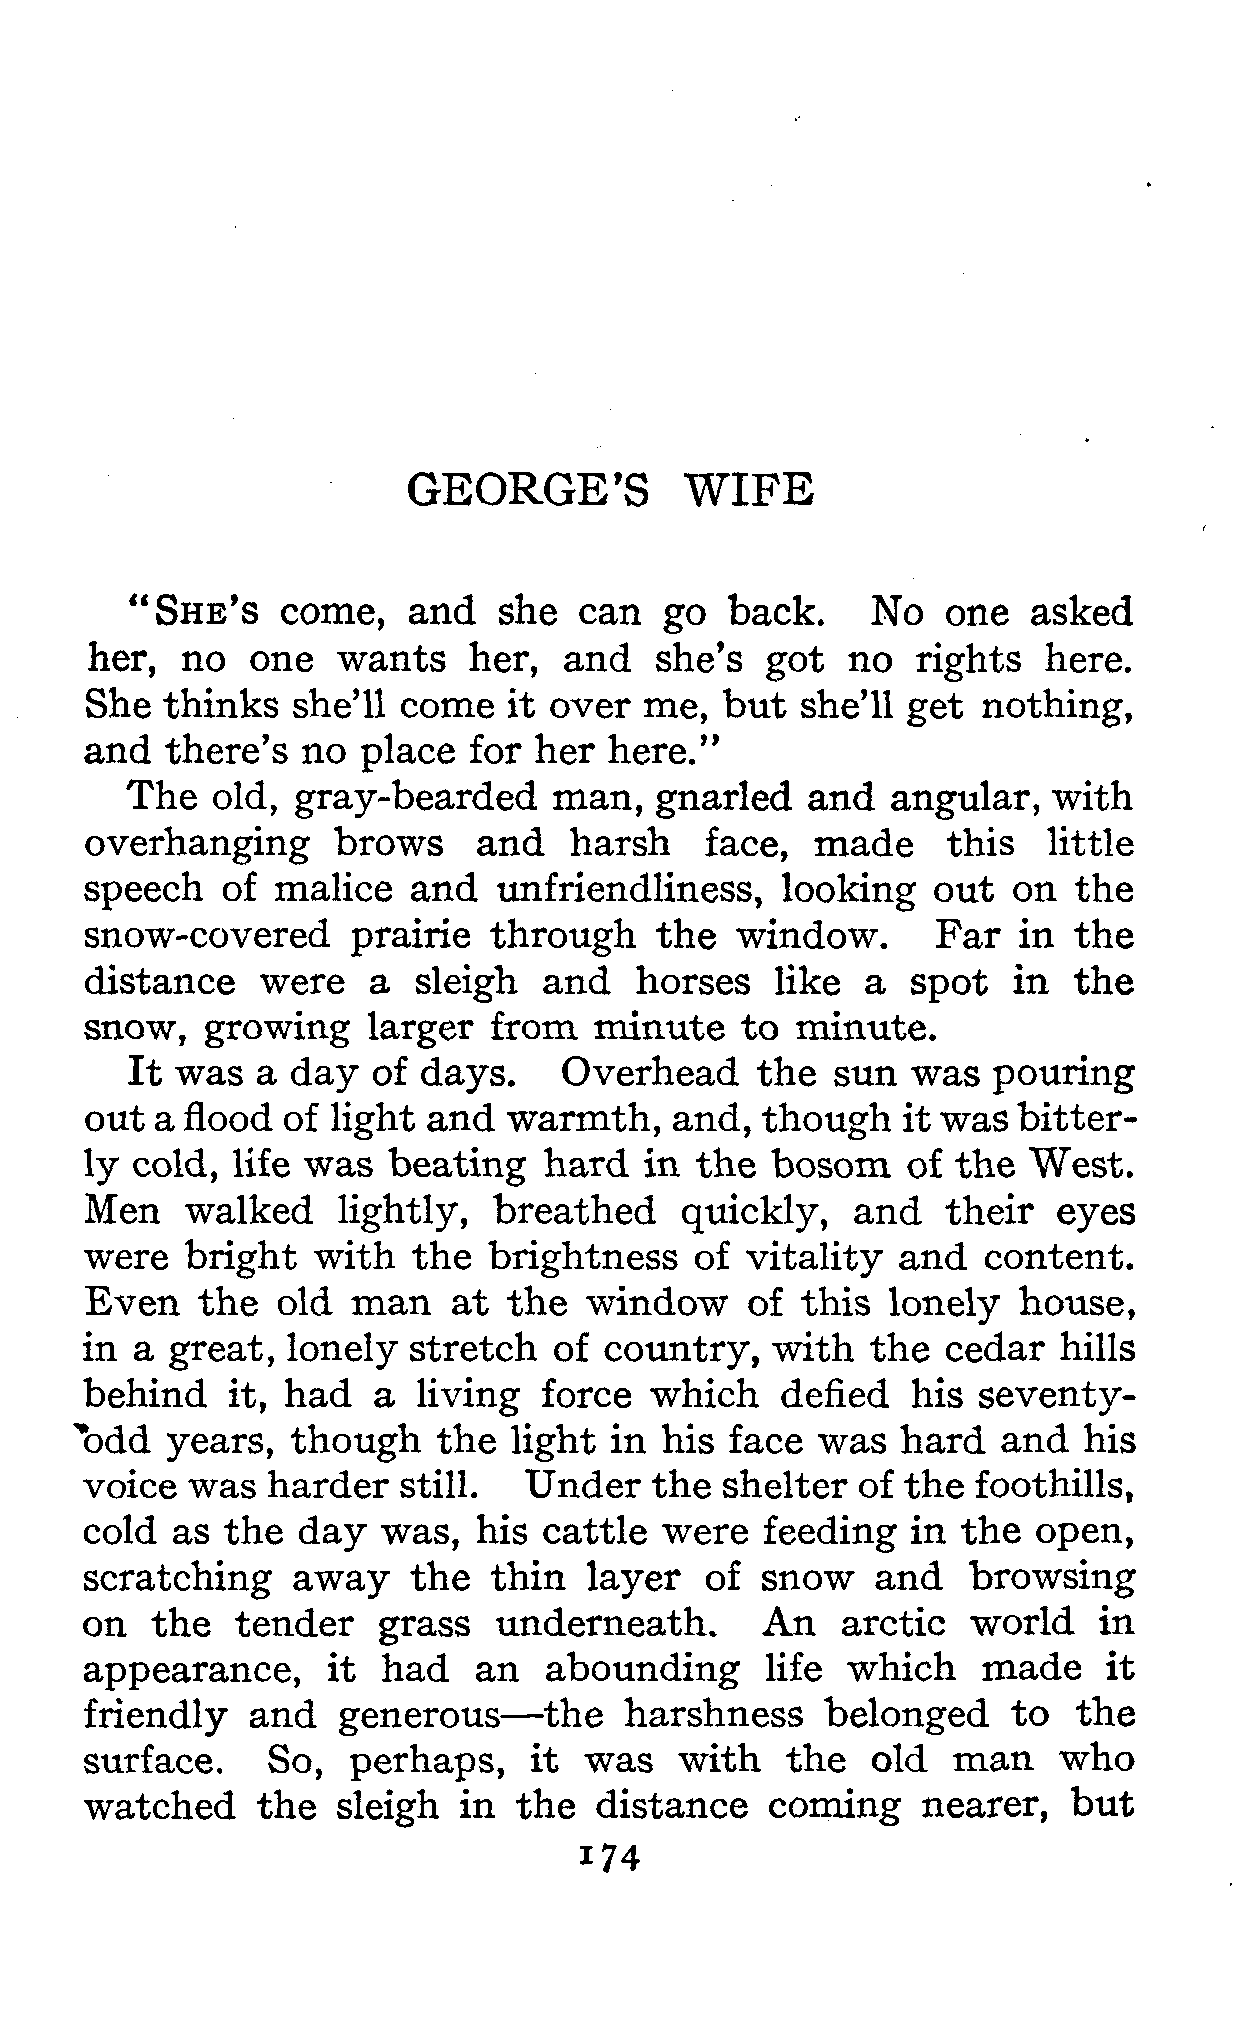 GEORGE'S WIFE
"SHE'S come, and she can go back. No one asked
her, no one wants her, and she's got no rights here.
She thinks she'll come it over me, but she'll get nothing,
and there's no place for her here."
The old, gray-bearded man, gnarled and angular, with
overhanging brows and harsh face, made this little
speech of malice and unfriendliness, looking out on the
snow-covered prairie through the window. Far in the
distance were a sleigh and horses like a spot in the
snow, growing larger from minute to minute.
It was a day of days. Overhead the sun was pouring
out a flood of light and warmth, and, though it was bitter-
ly cold, life was beating hard in the bosom of the West.
Men walked lightly, breathed quickly, and their eyes
were bright with the brightness of vitality and content.
Even the old man at the window of this lonely house,
in a great, lonely stretch of country, with the cedar hills
behind it, had a living force which defied his seventy-
odd years, though the light in his face was hard and his
voice was harder still. Under the shelter of the foothills,
cold as the day was, his cattle were feeding in the open,
scratching away the thin layer of snow and browsing
on the tender grass underneath. An arctic world in
appearance, it had an abounding life which made it
friendly and generous—the harshness belonged to the
surface. So, perhaps, it was with the old man who
watched the sleigh in the distance coming nearer, but
174